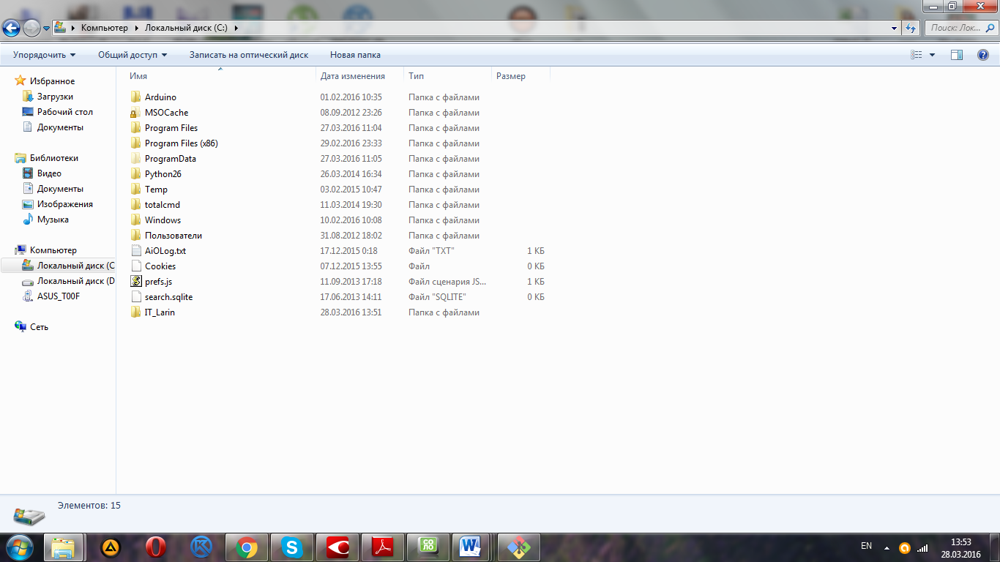 Компьютер Локальный диск (C:) Поиск: Лок...
Упорядочить Общий доступ Записать на оптический диск Новая папка
Имя Дата изменения Тип Размер
Избранное
Загрузки
Рабочий стол
Документы
Библиотеки
Видео
Документы
Изображения
Музыка
Компьютер
Локальный диск (C
Локальный диск (D
ASUS_T00F
Сеть
Arduino 01.02.2016 10:35 Папка с файлами
MSOCache 08.09.2012 23:26 Папка с файлами
Program Files 27.03.2016 11:04 Папка с файлами
Program Files (x86) 29.02.2016 23:33 Папка с файлами
ProgramData 27.03.2016 11:05 Папка с файлами
Python26 26.03.2014 16:34 Папка с файлами
Temp 03.02.2015 10:47 Папка с файлами
totalcmd 11.03.2014 19:30 Папка с файлами
Windows 10.02.2016 10:08 Папка с файлами
Пользователи 31.08.2012 18:02 Папка с файлами
AiOLog.txt 17.12.2015 0:18 Файл "TXT" 1 КБ
Cookies 07.12.2015 13:55 Файл 0 КБ
prefs.js 11.09.2013 17:18 Файл сценария JS... 1 КБ
search.sqlite 17.06.2013 14:11 Файл "SQLITE" 0 КБ
IT_Larin 28.03.2016 13:51 Папка с файлами
Элементов: 15
СОЛО
EN 13:53
28.03.2016